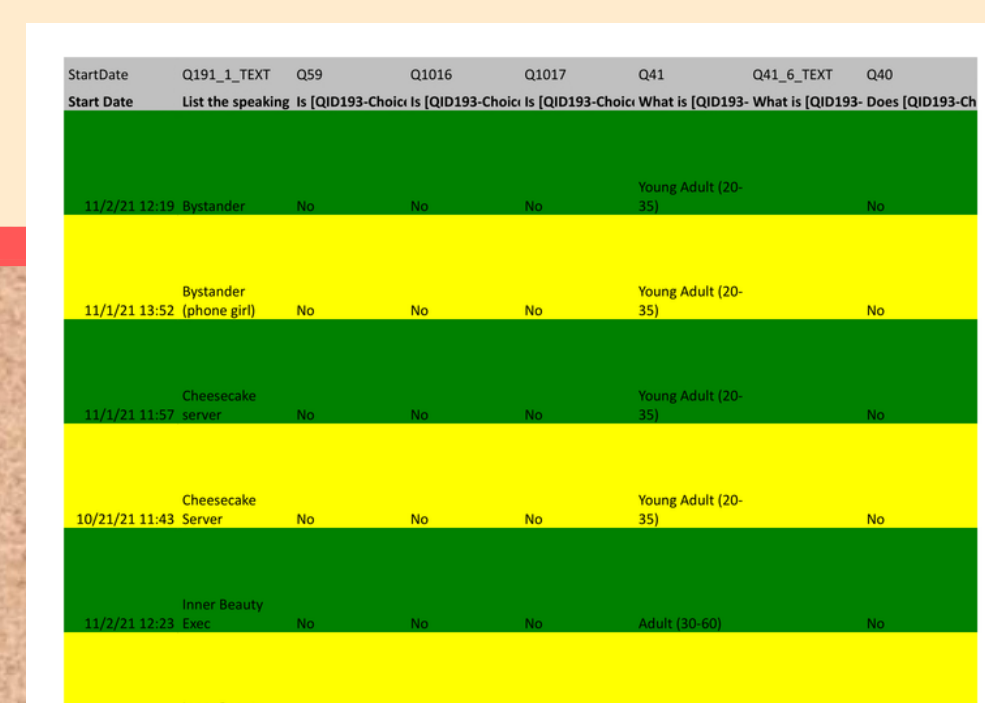 StartDate Q191_1_TEXT Q59 Q1016 Q1017 Q41 Q41_6_TEXT Q40
Start Date List the speaking Is [QID193-Choic Is [QID193-Choic Is [QID193-Choic What is [QID193- What is [QID193- Does [QID193-Ch
Young Adult (20-
11/2/21 12:19 Bystander No No No 35) No
Bystander Young Adult (20-
11/1/21 13:52 (phone girl) No No No 35) No
Cheesecake Young Adult (20-
11/1/21 11:57 server No No No 35) No
Cheesecake Young Adult (20-
10/21/21 11:43 Server No No No 35) No
Inner Beauty
11/2/21 12:23 Exec No No No Adult (30-60) No